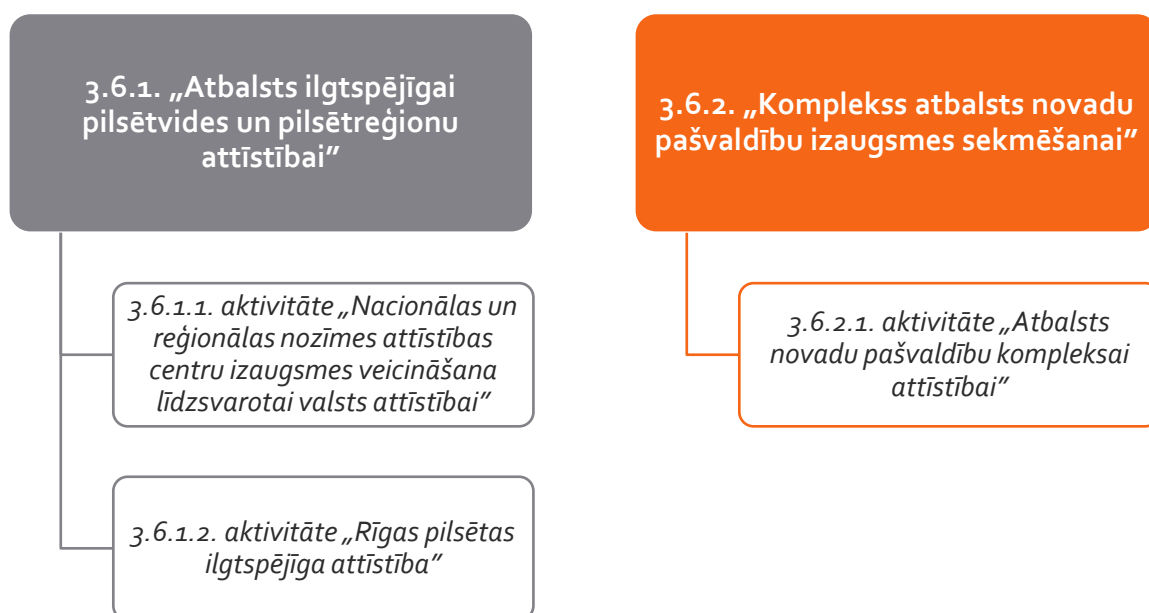 3.6.1. „Atbalsts ilgtspējīgai
pilsētvides un pilsētreģionu
attīstībai”
3.6.1.1. aktivitāte „Nacionālas un
reģionālas nozīmes attīstības
centru izaugsmes veicināšana
līdzsvarotai valsts attīstībai”
3.6.1.2. aktivitāte „Rīgas pilsētas
ilgtspējīga attīstība”
3.6.2. „Komplekss atbalsts novadu
pašvaldību izaugsmes sekmēšanai”
3.6.2.1. aktivitāte „Atbalsts
novadu pašvaldību kompleksai
attīstībai”